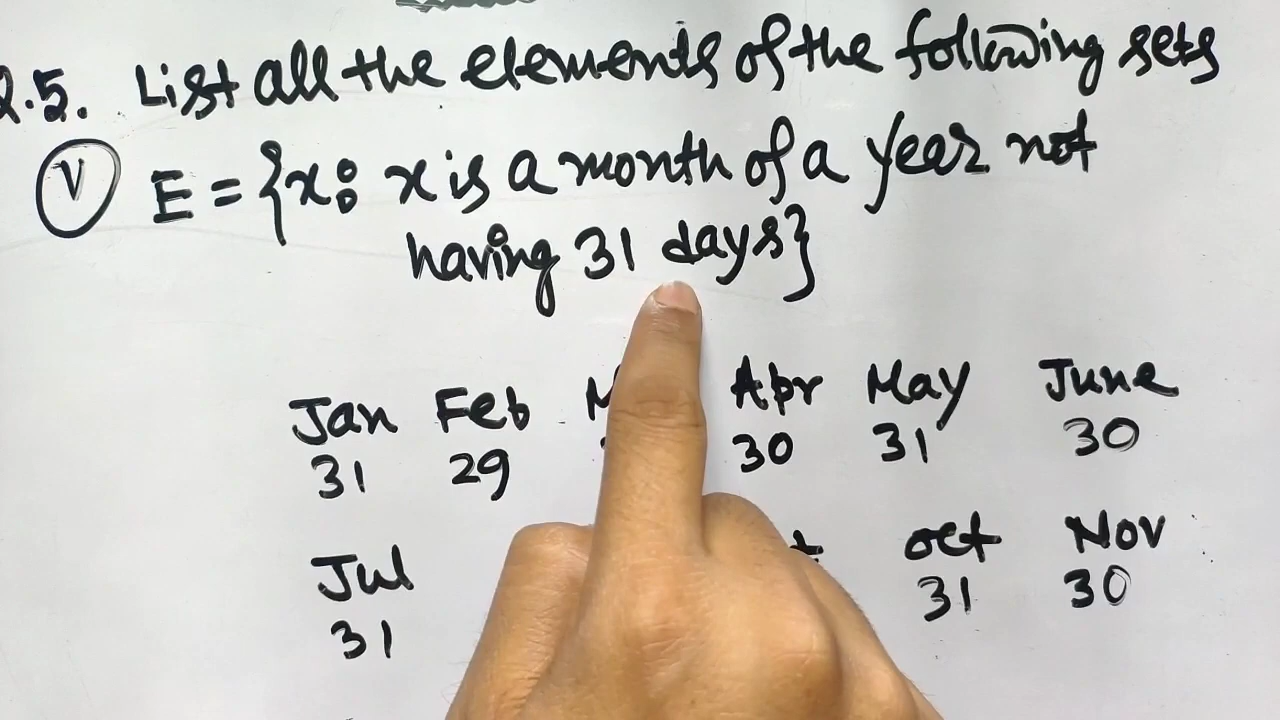 2.5. List all the elements of the following sets
V E = {x: x is a month of a year not
having 31 days}
Jan Feb Apr May June
31 29 30 31 30
Jul Oct Nov
31 31 30